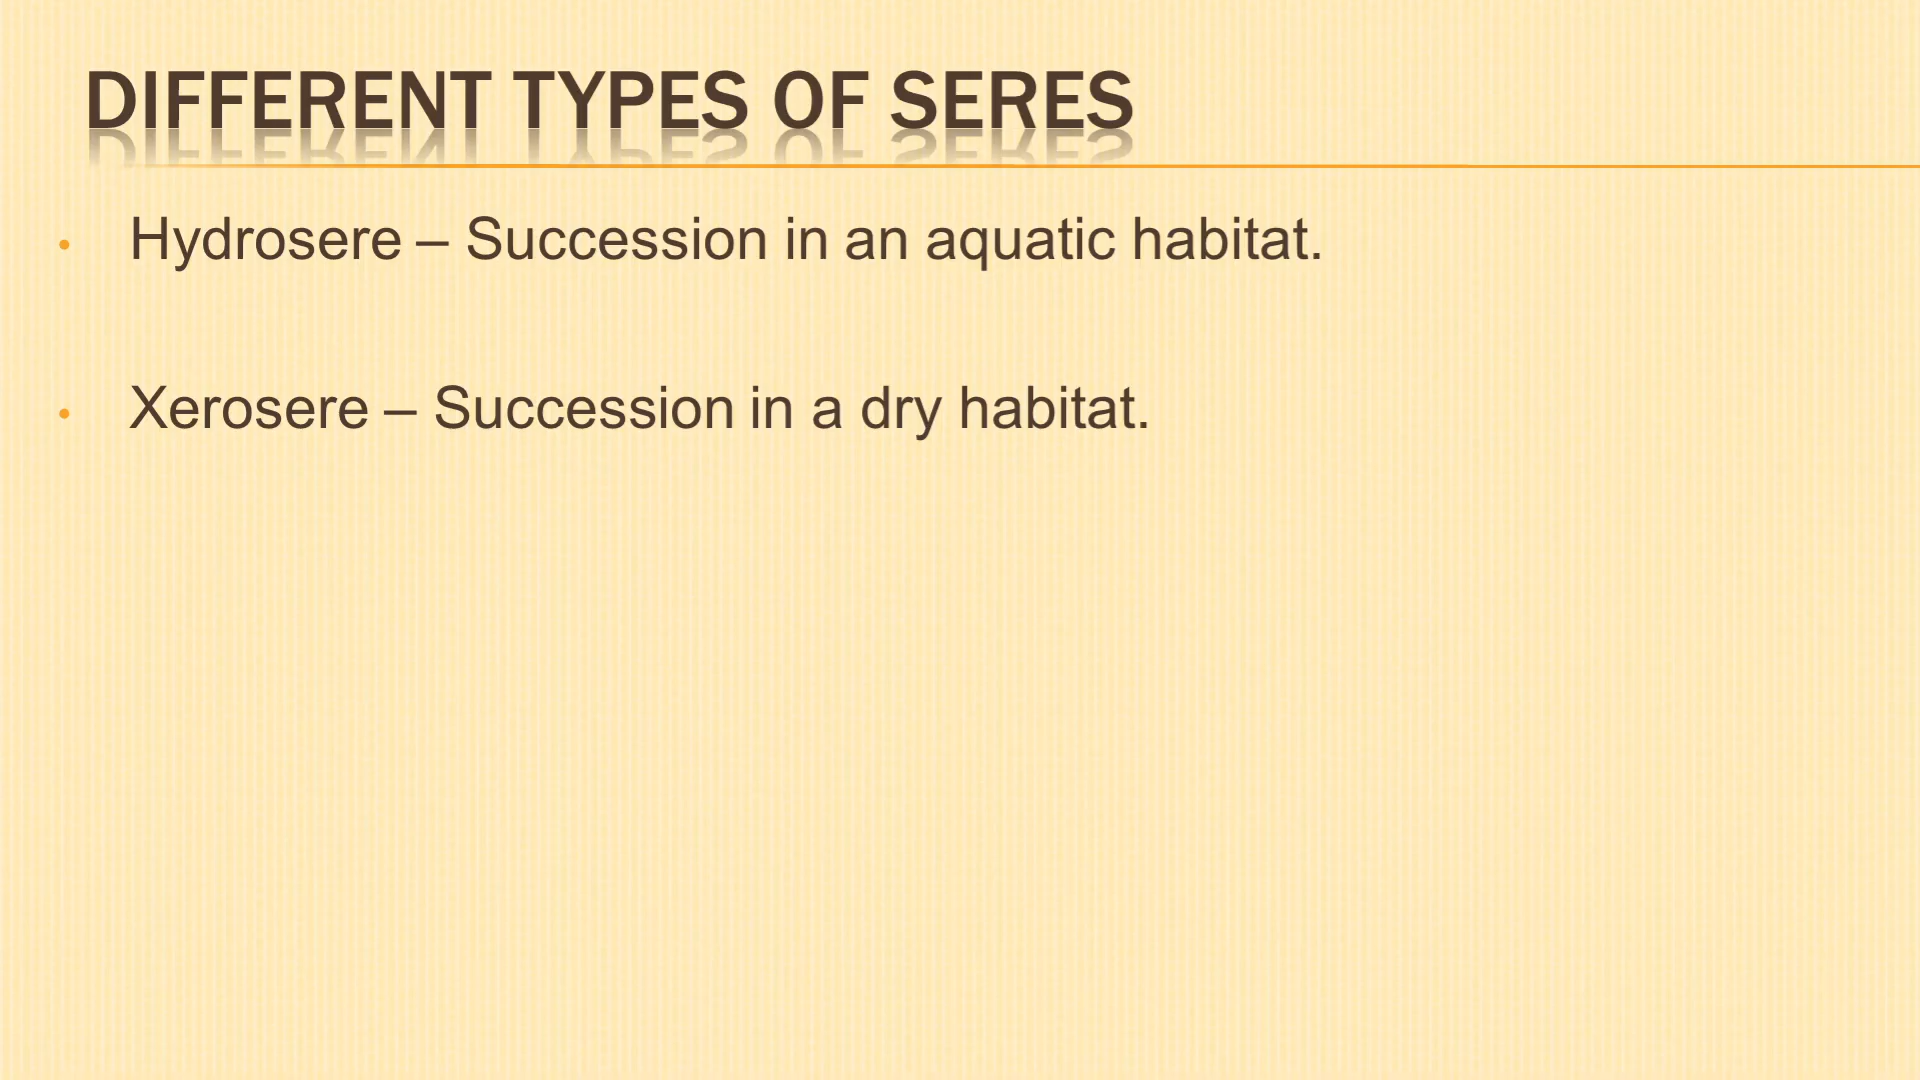 DIFFERENT TYPES OF SERES
• Hydrosere – Succession in an aquatic habitat.
• Xerosere – Succession in a dry habitat.